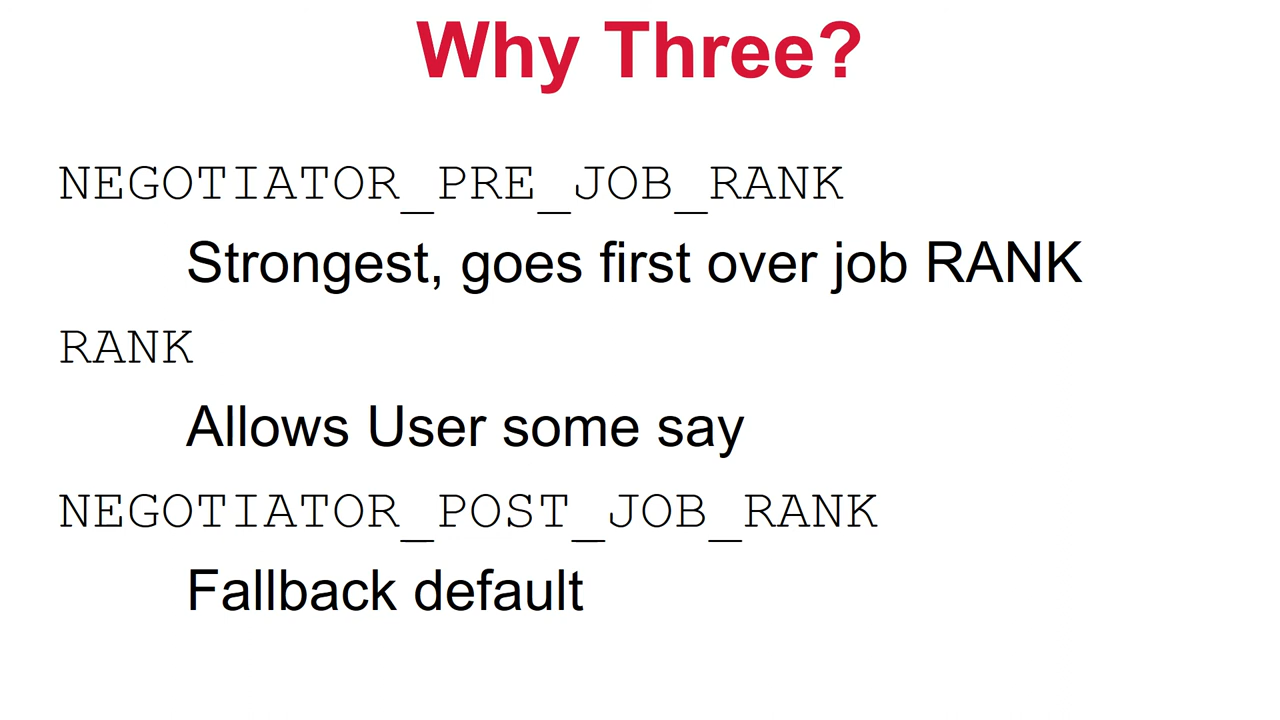 Why Three?
NEGOTIATOR_PRE_JOB_RANK
Strongest, goes first over job RANK
RANK
Allows User some say
NEGOTIATOR_POST_JOB_RANK
Fallback default